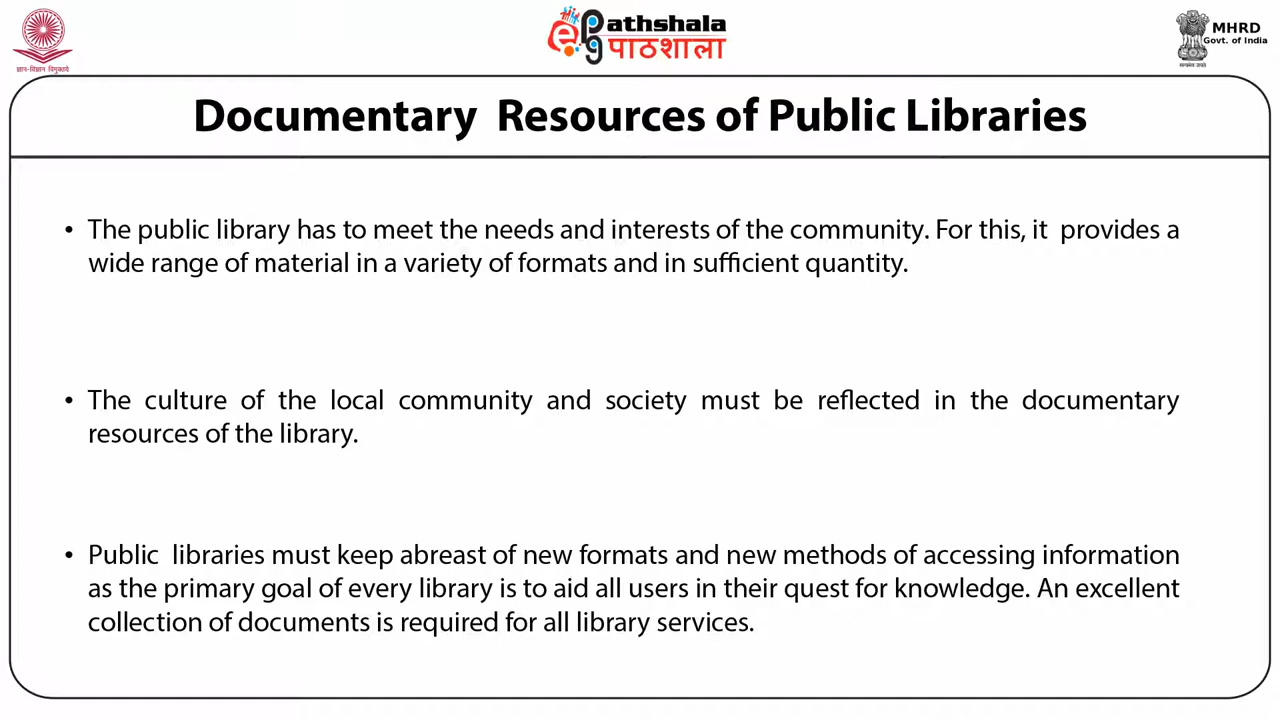 ज्ञान-विज्ञान विमुक्तये
ePathshala
पाठशाला
MHRD
Govt. of India
सत्यमेव जयते
Documentary  Resources of Public Libraries
• The public library has to meet the needs and interests of the community. For this, it  provides a
wide range of material in a variety of formats and in sufficient quantity.
• The culture of the local community and society must be reflected in the documentary
resources of the library.
• Public  libraries must keep abreast of new formats and new methods of accessing information
as the primary goal of every library is to aid all users in their quest for knowledge. An excellent
collection of documents is required for all library services.